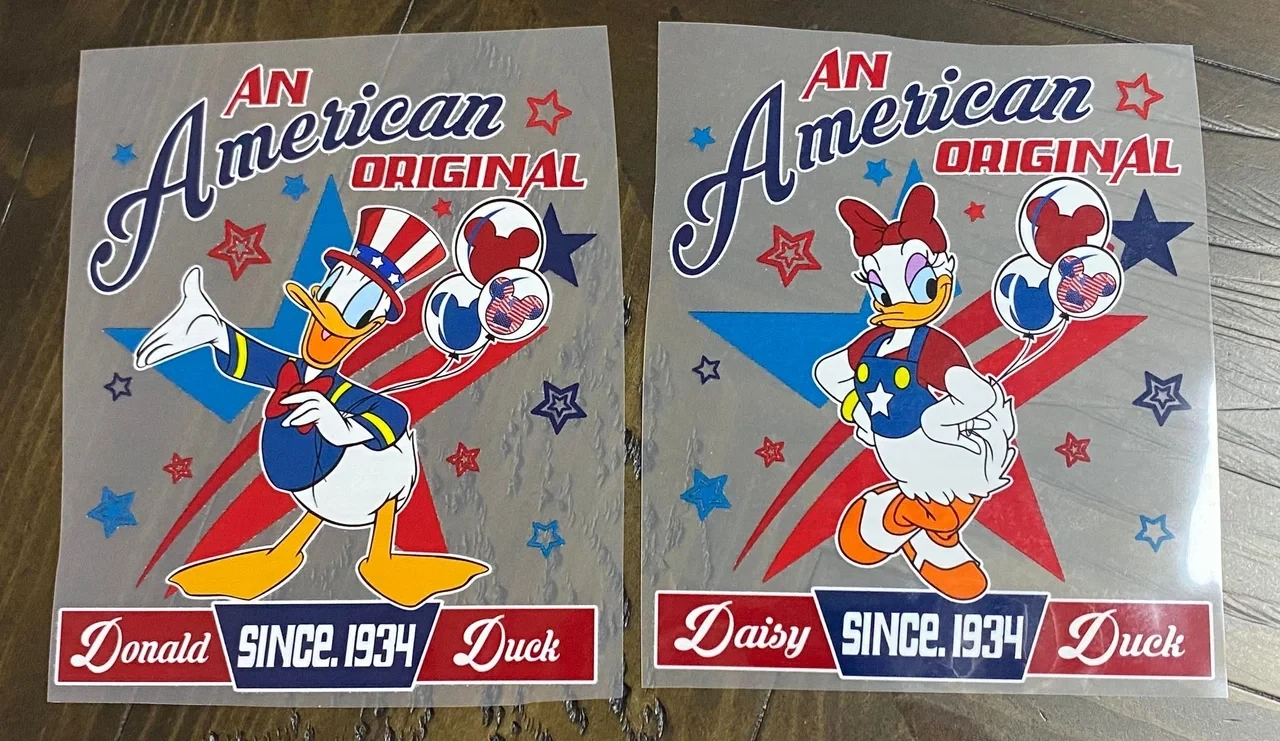 AN
American
ORIGINAL
Donald SINCE. 1934 Duck
AN
American
ORIGINAL
Daisy SINCE. 1934 Duck